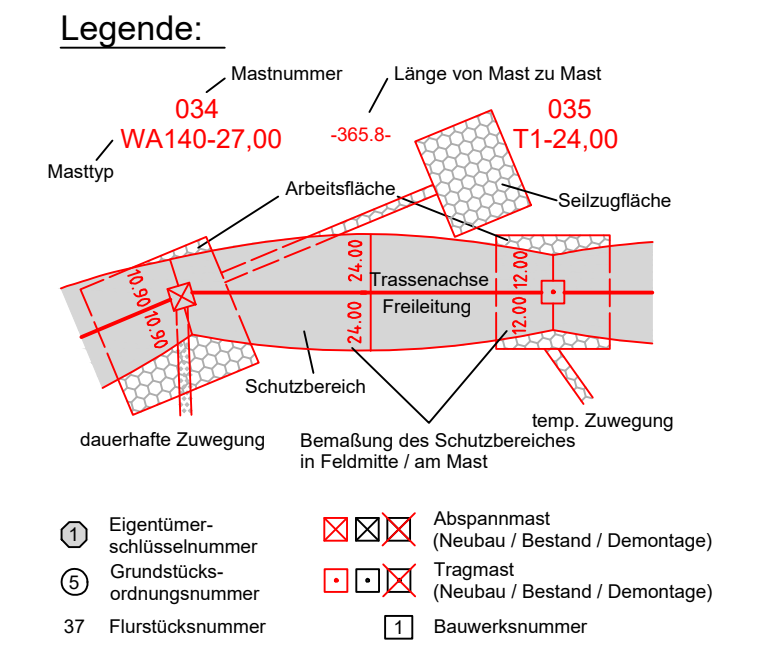 Legende:
Mastnummer
Länge von Mast zu Mast
034
035
WA140-27,00
-365.8-
T1-24,00
Masttyp
Arbeitsfläche
Seilzugfläche
24.00
12.00
10.90
Trassenachse
Freileitung
10.90
24.00
12.00
Schutzbereich
temp. Zuwegung
dauerhafte Zuwegung
Bemaßung des Schutzbereiches
in Feldmitte / am Mast
1
Eigentümer-
schlüsselnummer
Abspannmast
(Neubau / Bestand / Demontage)
5
Grundstücks-
ordnungsnummer
Tragmast
(Neubau / Bestand / Demontage)
37 Flurstücksnummer
1 Bauwerksnummer